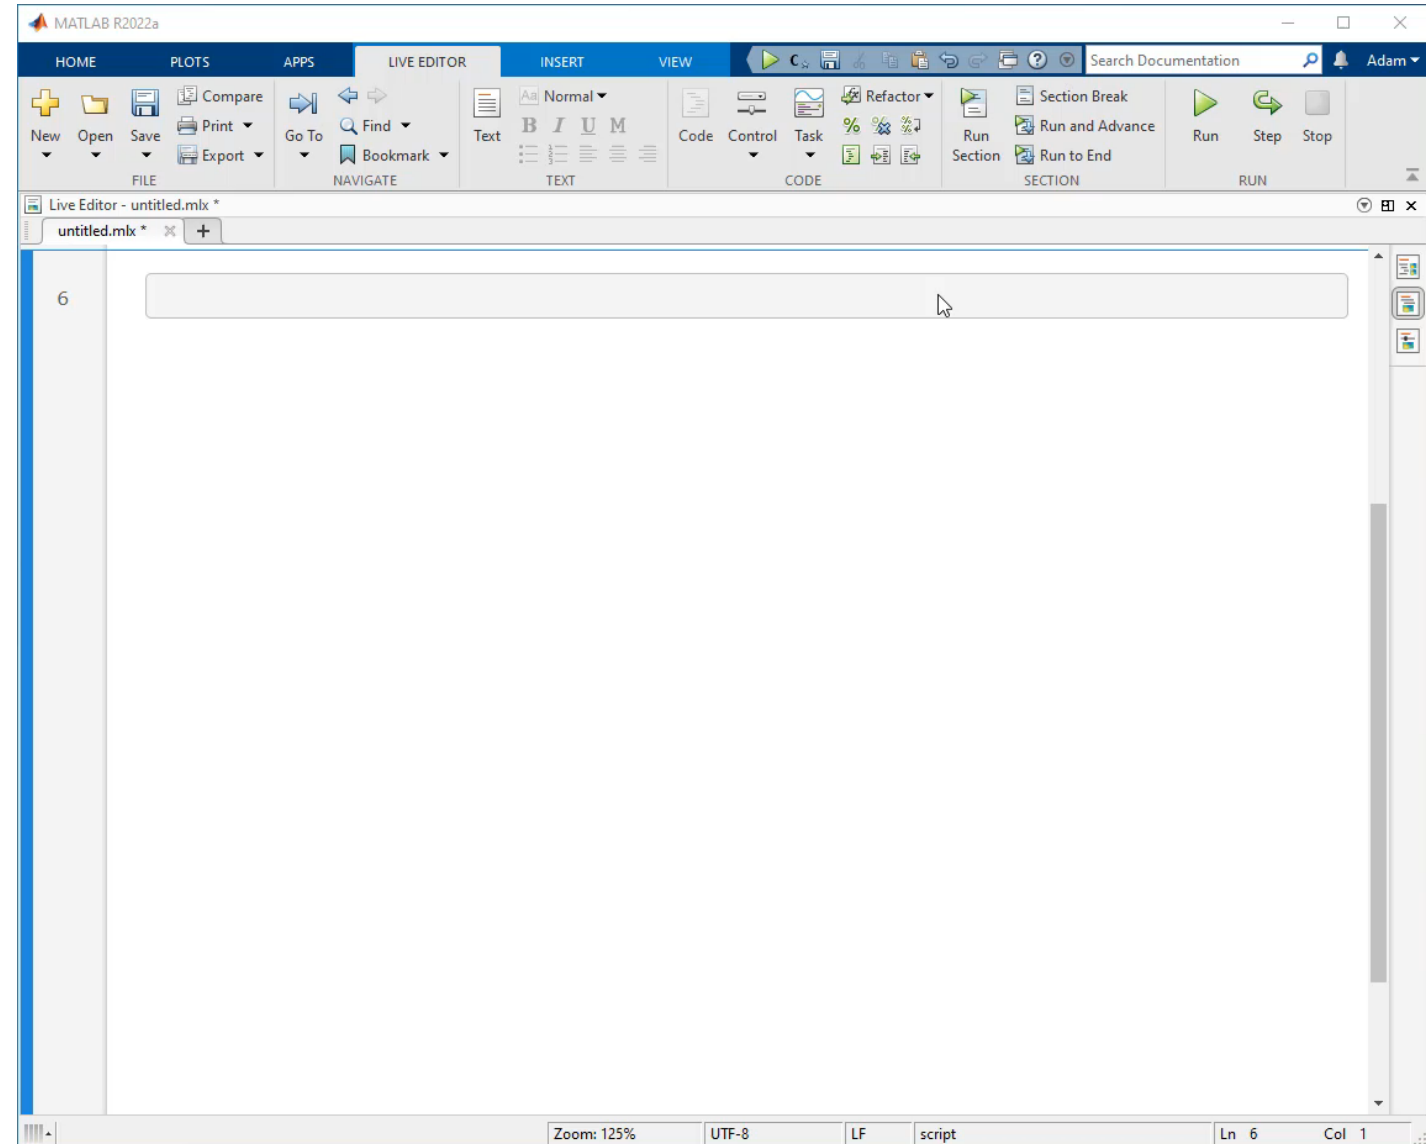 MATLAB R2022a
HOME PLOTS APPS LIVE EDITOR INSERT VIEW Search Documentation Adam
New Open Save Compare Print Export
FILE
Go To Find Bookmark
NAVIGATE
Text Aa Normal
B I U M
TEXT
Code Control Task Refactor
CODE
Run Section Section Break
Run and Advance
Run to End
SECTION
Run Step Stop
RUN
Live Editor - untitled.mlx *
untitled.mlx * +
6
Zoom: 125% UTF-8 LF script Ln 6 Col 1